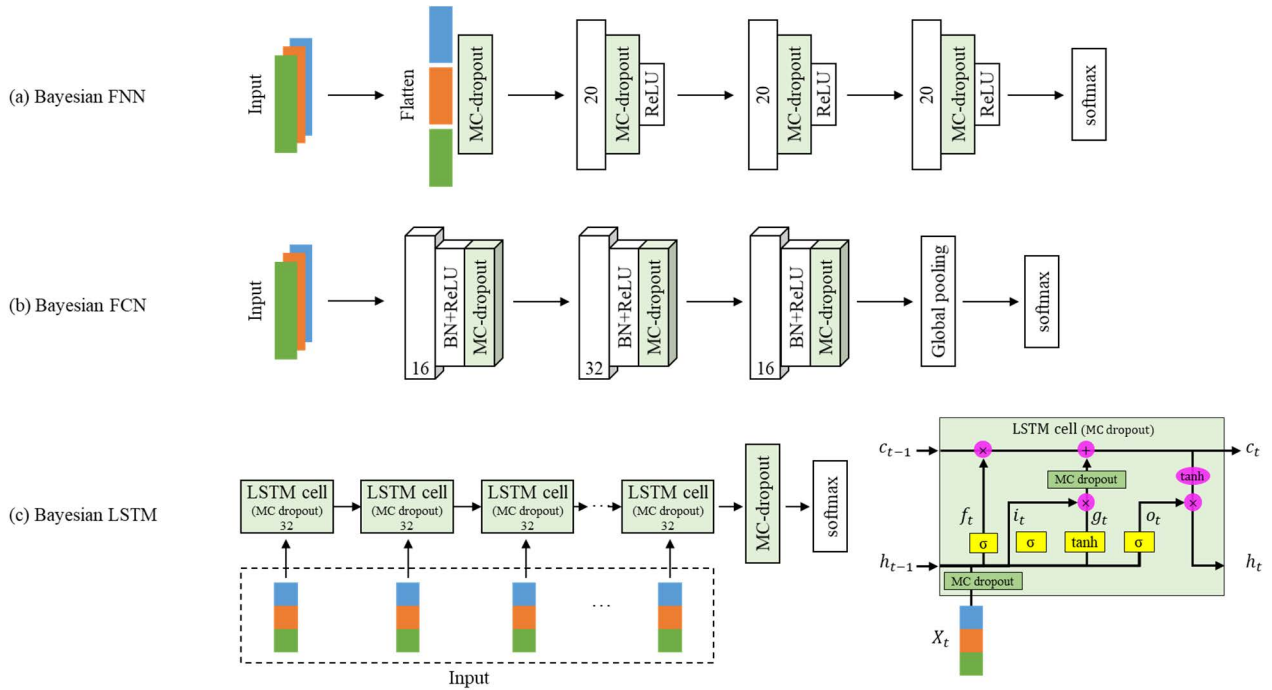 (a) Bayesian FNN
Input
Flatten
MC-dropout
20
MC-dropout
ReLU
20
MC-dropout
ReLU
20
MC-dropout
ReLU
softmax
(b) Bayesian FCN
Input
16
BN+ReLU
MC-dropout
32
BN+ReLU
MC-dropout
16
BN+ReLU
MC-dropout
Global pooling
softmax
(c) Bayesian LSTM
LSTM cell
(MC dropout)
32
LSTM cell
(MC dropout)
32
LSTM cell
(MC dropout)
32
...
LSTM cell
(MC dropout)
32
MC-dropout
softmax
...
Input
LSTM cell (MC dropout)
c_{t-1}
×
+
c_t
tanh
MC dropout
×
×
f_t
i_t
g_t
o_t
σ
σ
tanh
σ
h_{t-1}
h_t
MC dropout
X_t